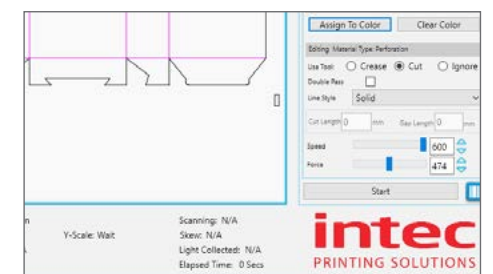 Assign To Color Clear Color
Editing Material Type: Perforation
Use Tool: Crease Cut Ignore
Double Pass
Line Style Solid
Cut Length 0 mm Gap Length 0 mm
Speed 600
Force 474
Start
Scanning: N/A
Y-Scale: Wait Skew: N/A
Light Collected: N/A
Elapsed Time: 0 Secs
intec
PRINTING SOLUTIONS